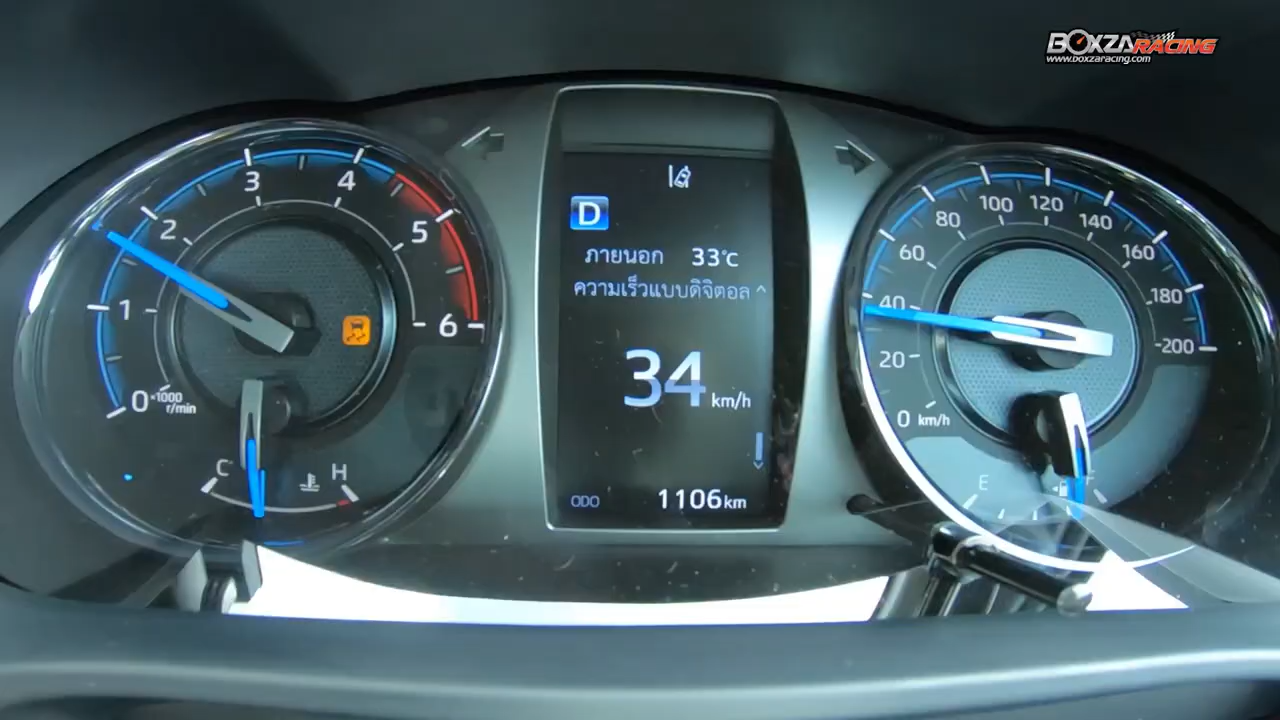 BOXZA RACING
www.boxzaracing.com
0 1 2 3 4 5 6
×1000
r/min
C H
D
ภายนอก 33°C
ความเร็วแบบดิจิตอล ^
34 km/h
ODO 1106 km
0 20 40 60 80 100 120 140 160 180 200
km/h
E